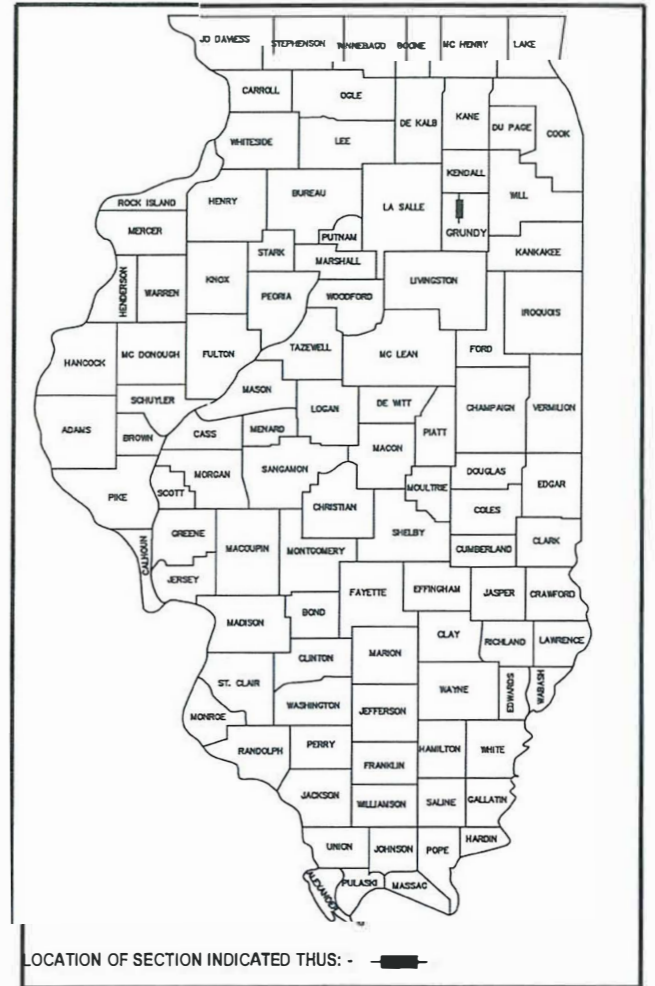 JO DAVIESS STEPHENSON WINNEBAGO BOONE MC HENRY LAKE
CARROLL OGLE DE KALB KANE DU PAGE COOK
WHITESIDE LEE
KENDALL
ROCK ISLAND HENRY BUREAU LA SALLE WILL
MERCER PUTNAM GRUNDY
STARK MARSHALL KANKAKEE
HENDERSON WARREN KNOX PEORIA WOODFORD LIVINGSTON IROQUOIS
HANCOCK MC DONOUGH FULTON TAZEWELL MC LEAN FORD
MASON
SCHUYLER LOGAN DE WITT CHAMPAIGN VERMILION
ADAMS BROWN CASS MENARD PIATT
MACON
PIKE SCOTT MORGAN SANGAMON MOULTRIE DOUGLAS EDGAR
CHRISTIAN COLES
CALHOUN GREENE MACOUPIN MONTGOMERY SHELBY CUMBERLAND CLARK
JERSEY FAYETTE EFFINGHAM JASPER CRAWFORD
MADISON BOND
CLAY RICHLAND LAWRENCE
CLINTON MARION
ST. CLAIR WAYNE EDWARDS WABASH
MONROE WASHINGTON JEFFERSON
RANDOLPH PERRY HAMILTON WHITE
FRANKLIN
JACKSON WILLIAMSON SALINE GALLATIN
UNION JOHNSON POPE HARDIN
ALEXANDER PULASKI MASSAC
LOCATION OF SECTION INDICATED THUS: -